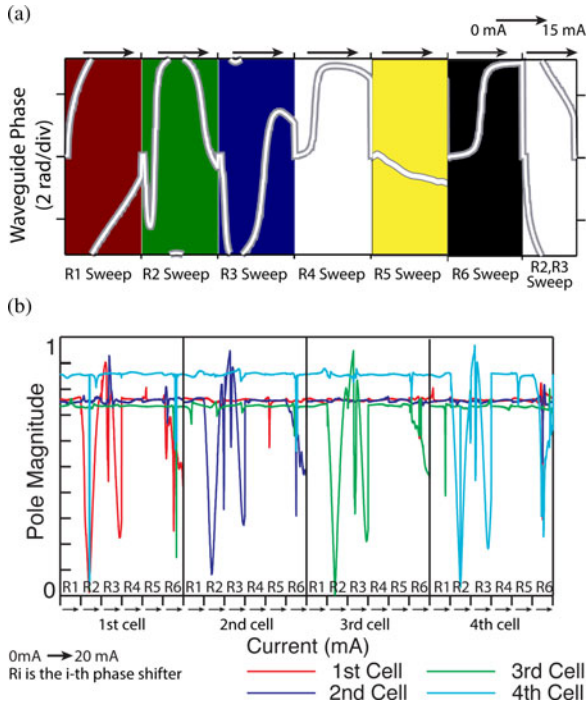 (a)
0 mA
15 mA
Waveguide Phase
(2 rad/div)
R1 Sweep
R2 Sweep
R3 Sweep
R4 Sweep
R5 Sweep
R6 Sweep
R2,R3
Sweep
(b)
1
Pole Magnitude
0
R1 R2 R3 R4 R5 R6 R1 R2 R3 R4 R5 R6 R1 R2 R3 R4 R5 R6 R1 R2 R3 R4 R5 R6
1st cell
2nd cell
3rd cell
4th cell
Current (mA)
0mA
20 mA
Ri is the i-th phase shifter
1st Cell
3rd Cell
2nd Cell
4th Cell